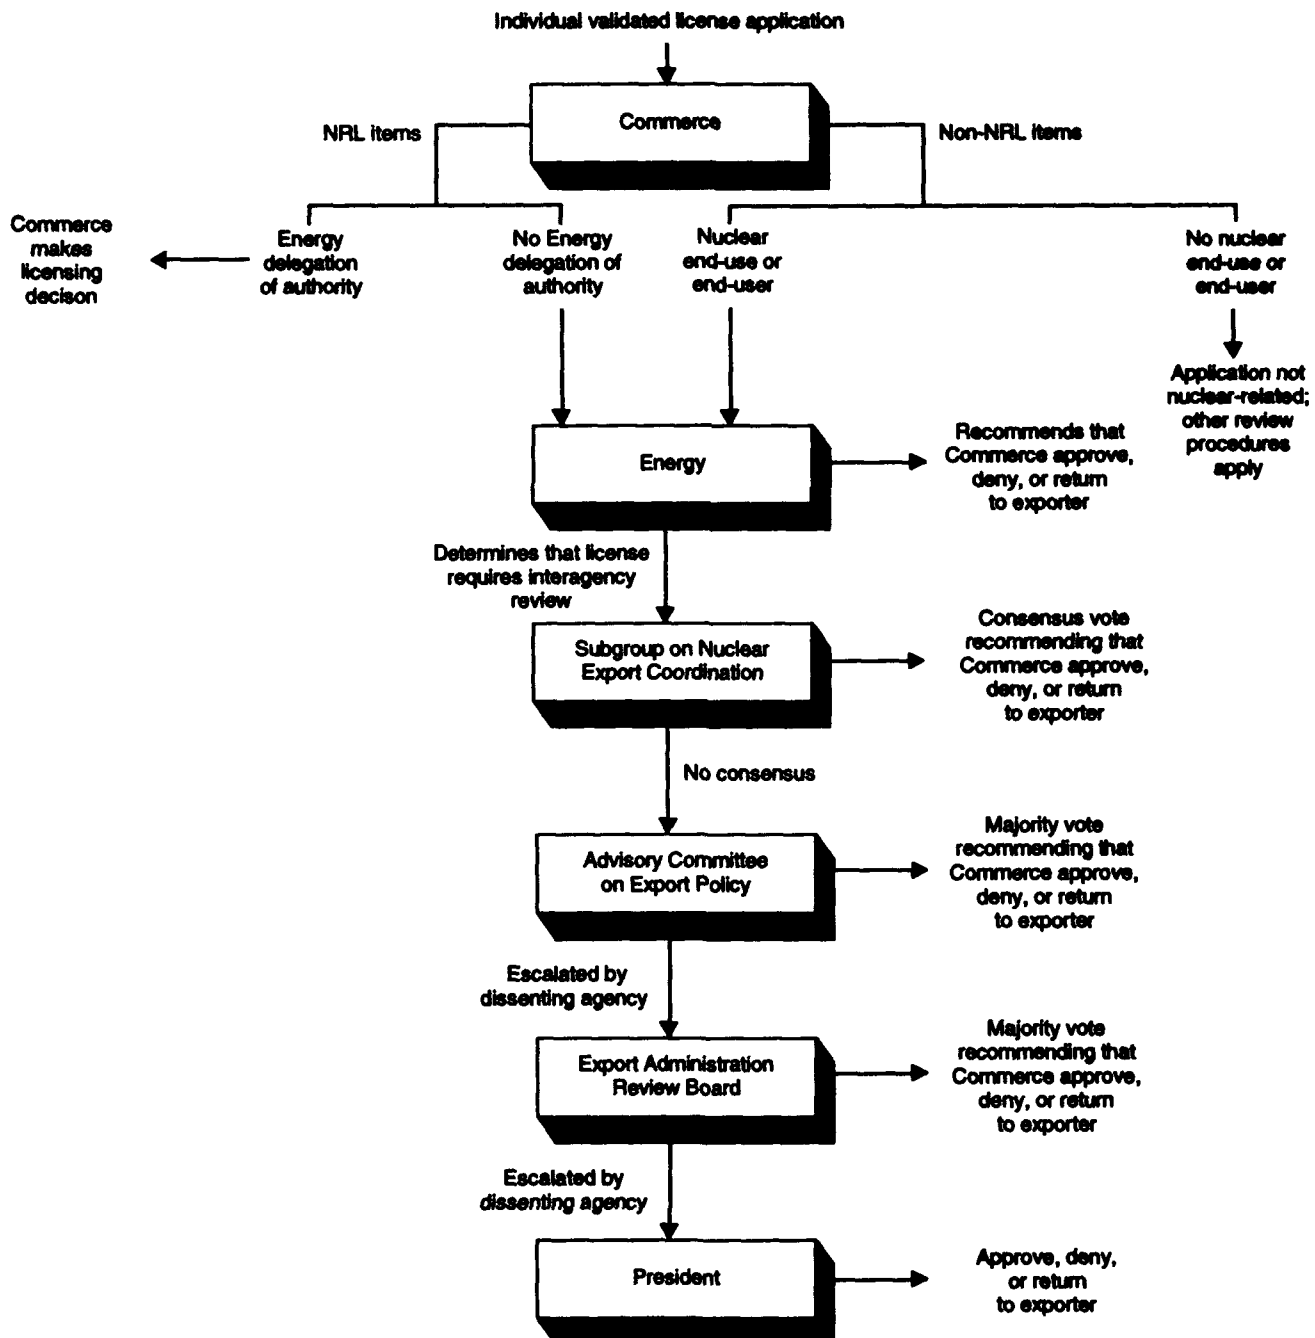 Individual validated license application
Commerce
NRL items
Non-NRL items
Commerce
makes
licensing
decison
Energy
delegation
of authority
No Energy
delegation of
authority
Nuclear
end-use or
end-user
No nuclear
end-use or
end-user
Application not
nuclear-related;
other review
procedures
apply
Energy
Recommends that
Commerce approve,
deny, or return
to exporter
Determines that license
requires interagency
review
Subgroup on Nuclear
Export Coordination
Consensus vote
recommending that
Commerce approve,
deny, or return
to exporter
No consensus
Advisory Committee
on Export Policy
Majority vote
recommending that
Commerce approve,
deny, or return
to exporter
Escalated by
dissenting agency
Export Administration
Review Board
Majority vote
recommending that
Commerce approve,
deny, or return
to exporter
Escalated by
dissenting agency
President
Approve, deny,
or return
to exporter